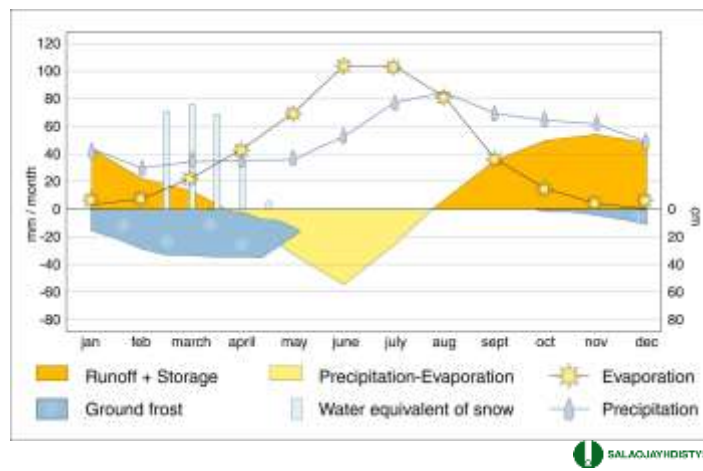 120
100
80
60
40
20
0
-20
-40
-60
-80
mm / month
0
20
40
60
80
cm
jan feb march april may june july aug sept oct nov dec
Runoff + Storage Precipitation-Evaporation Evaporation
Ground frost Water equivalent of snow Precipitation
SALAOJAYHDISTYS